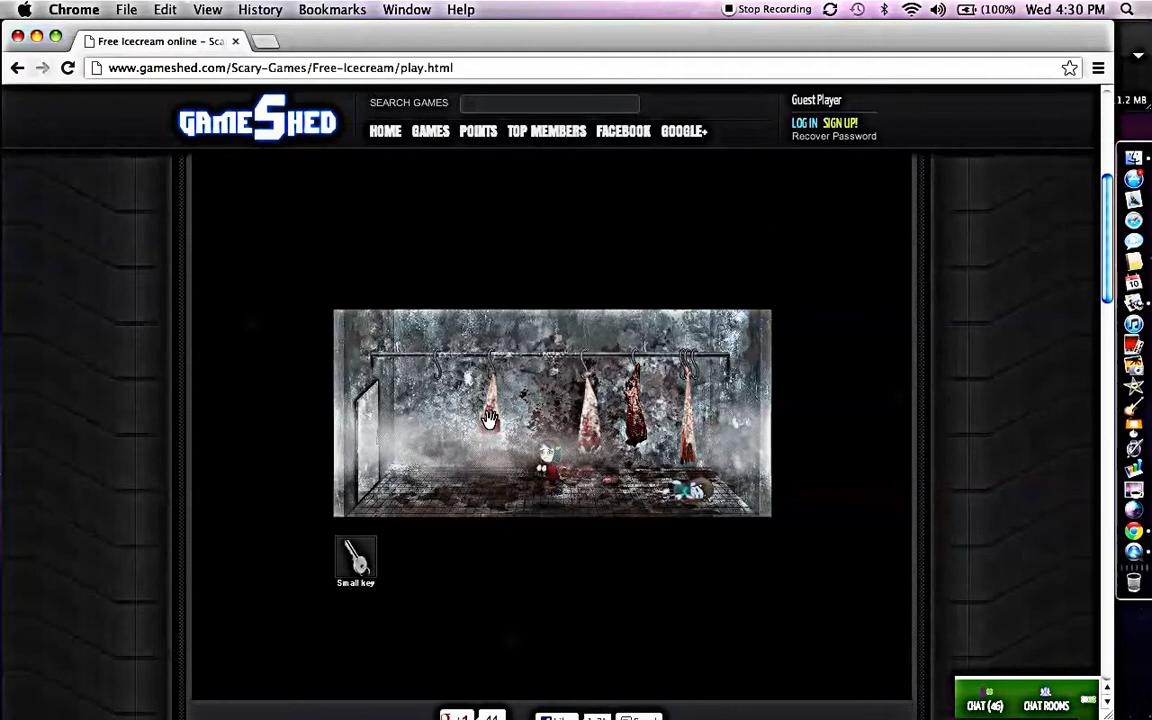 Chrome File Edit View History Bookmarks Window Help Stop Recording (100%) Wed 4:30 PM
Free Icecream online – Sca
www.gameshed.com/Scary-Games/Free-Icecream/play.html
1.2 MB
GAMESHED
SEARCH GAMES
Guest Player
LOG IN SIGN UP!
Recover Password
HOME GAMES POINTS TOP MEMBERS FACEBOOK GOOGLE+
Small key
CHAT (46) CHAT ROOMS
+1 44